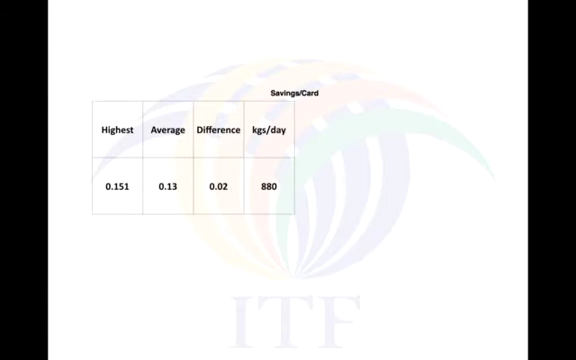 Savings/Card
Highest Average Difference kgs/day
0.151 0.13 0.02 880
ITF